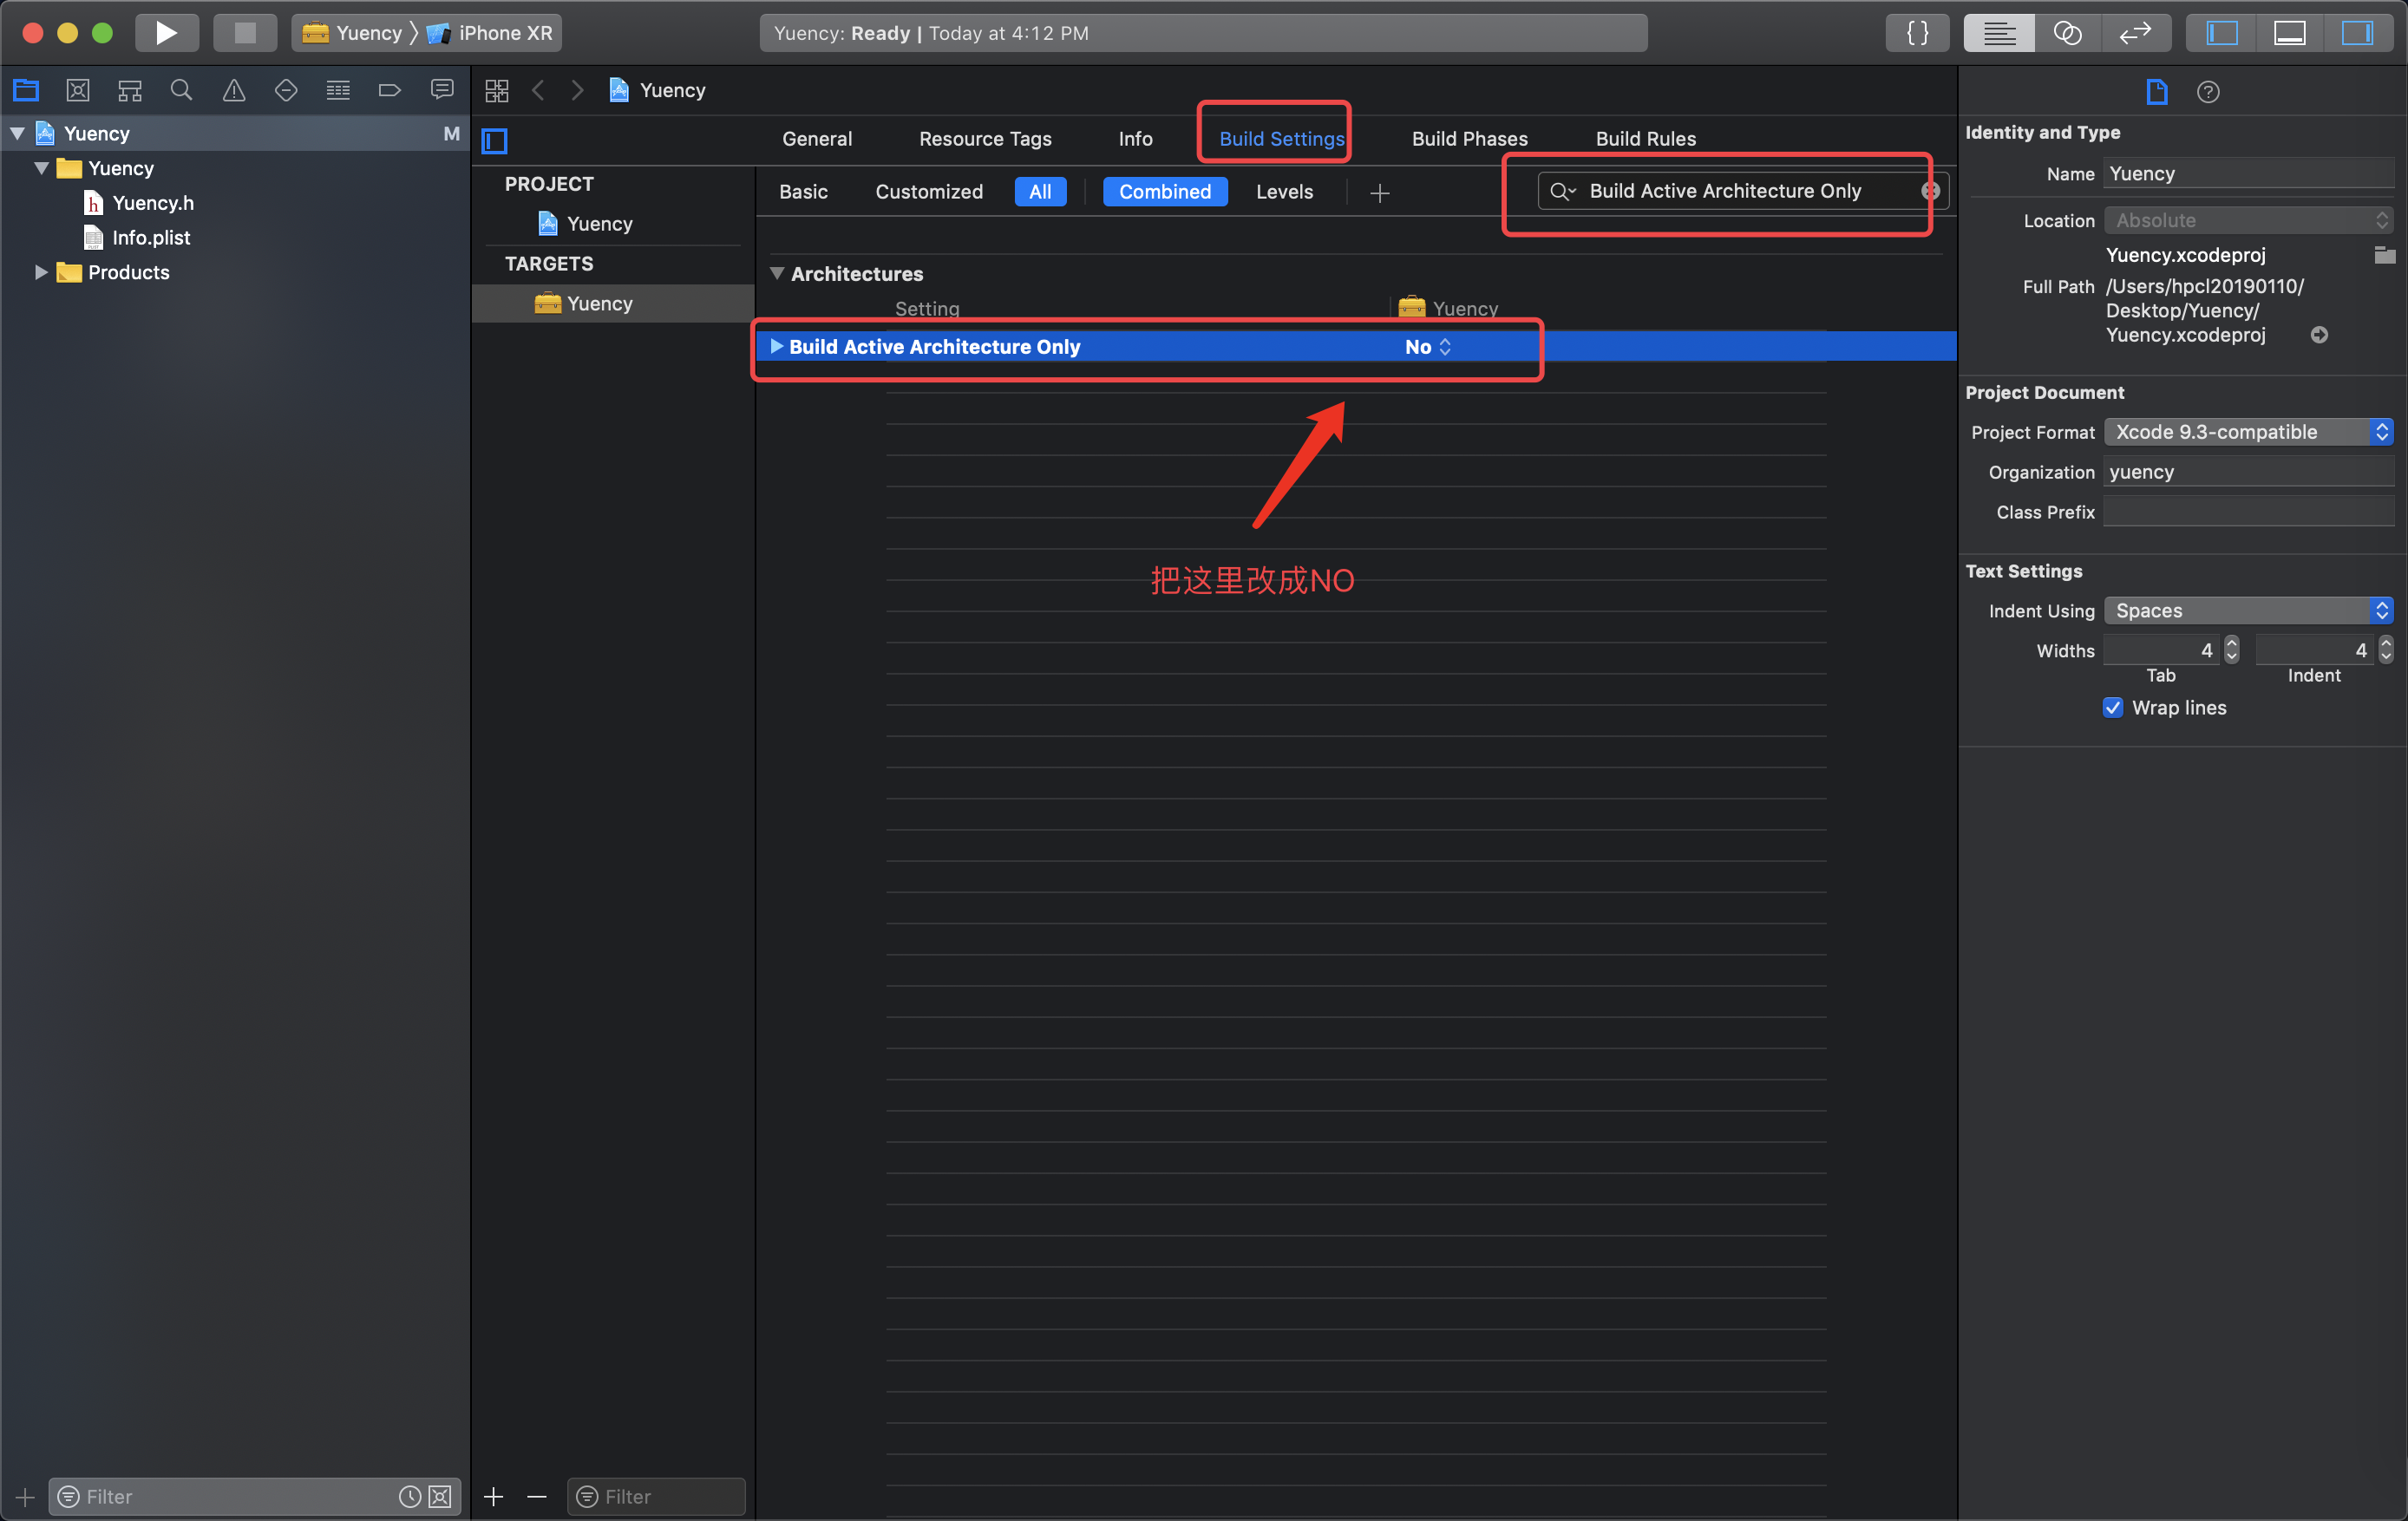 Yuency 〉 iPhone XR
Yuency: Ready | Today at 4:12 PM
{ }
Yuency
M
Yuency
Yuency.h
Info.plist
Products
Yuency
General
Resource Tags
Info
Build Settings
Build Phases
Build Rules
PROJECT
Yuency
TARGETS
Yuency
Basic
Customized
All
Combined
Levels
Build Active Architecture Only
Architectures
Setting
Yuency
Build Active Architecture Only
No
把这里改成NO
Filter
Filter
Identity and Type
Name Yuency
Location Absolute
Yuency.xcodeproj
Full Path /Users/hpcl20190110/
Desktop/Yuency/
Yuency.xcodeproj
Project Document
Project Format Xcode 9.3-compatible
Organization yuency
Class Prefix
Text Settings
Indent Using Spaces
Widths 4 4
Tab Indent
Wrap lines